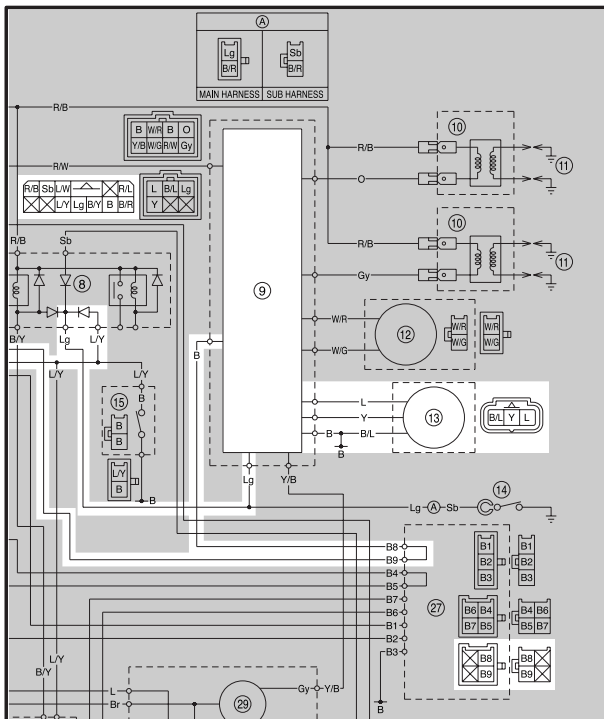 A
Lg Sb
B/R B/R
MAIN HARNESS SUB HARNESS
R/B
B W/R B O
Y/B W/G R/W Gy
10
R/B
11
R/W
O
R/B Sb L/W R/L
L/Y Lg B/Y B B/R
L B/L Lg
Y
10
R/B Sb
R/B
11
8
9
Gy
W/R
12
W/R W/R
W/G W/G
B
W/G
B/Y Lg L/Y
L/Y L/Y
B
15
L
Y
13
B/L Y L
B B/L
B
B
B
L/Y
B
B
Lg Y/B
14
Lg A Sb
B8
B9
B4
B5
B7
B6
B1
B2
B3
27
B1 B1
B2 B2
B3 B3
B6 B4 B4 B6
B7 B5 B5 B7
B8 B8
B9 B9
B/Y L/Y
B
L
Br
Gy Y/B
29